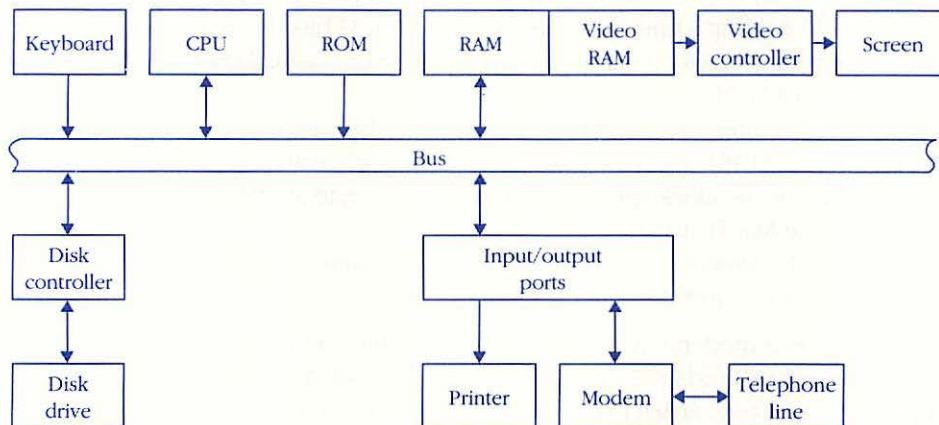 Keyboard
CPU
ROM
RAM
Video
RAM
Video
controller
Screen
Bus
Disk
controller
Input/output
ports
Disk
drive
Printer
Modem
Telephone
line